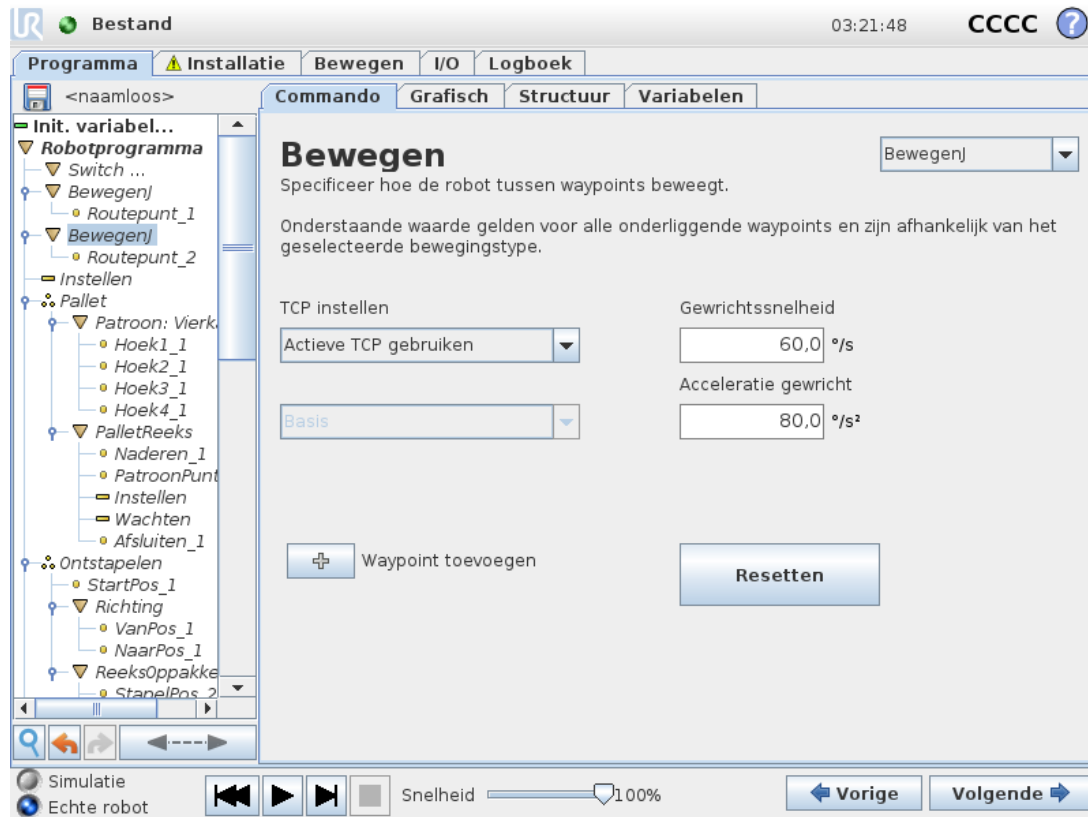 UR Bestand 03:21:48 CCCC ?
Programma Installatie Bewegen I/O Logboek
<naamloos> Commando Grafisch Structuur Variabelen
Init. variabel...
Robotprogramma
Switch ...
BewegenJ
Routepunt_1
BewegenJ
Routepunt_2
Instellen
Pallet
Patroon: Vierk
Hoek1_1
Hoek2_1
Hoek3_1
Hoek4_1
PalletReeks
Naderen_1
PatroonPunt
Instellen
Wachten
Afsluiten_1
Ontstapelen
StartPos_1
Richting
VanPos_1
NaarPos_1
ReeksOppakke
StapelPos_2
Bewegen
BewegenJ
Specificeer hoe de robot tussen waypoints beweegt.
Onderstaande waarde gelden voor alle onderliggende waypoints en zijn afhankelijk van het
geselecteerde bewegingstype.
TCP instellen
Actieve TCP gebruiken
Basis
Gewrichtssnelheid
60,0 °/s
Acceleratie gewricht
80,0 °/s²
Waypoint toevoegen
Resetten
Simulatie
Echte robot
Snelheid 100%
Vorige Volgende